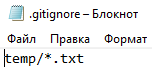 .gitignore – Блокнот
Файл Правка Формат
temp/*.txt